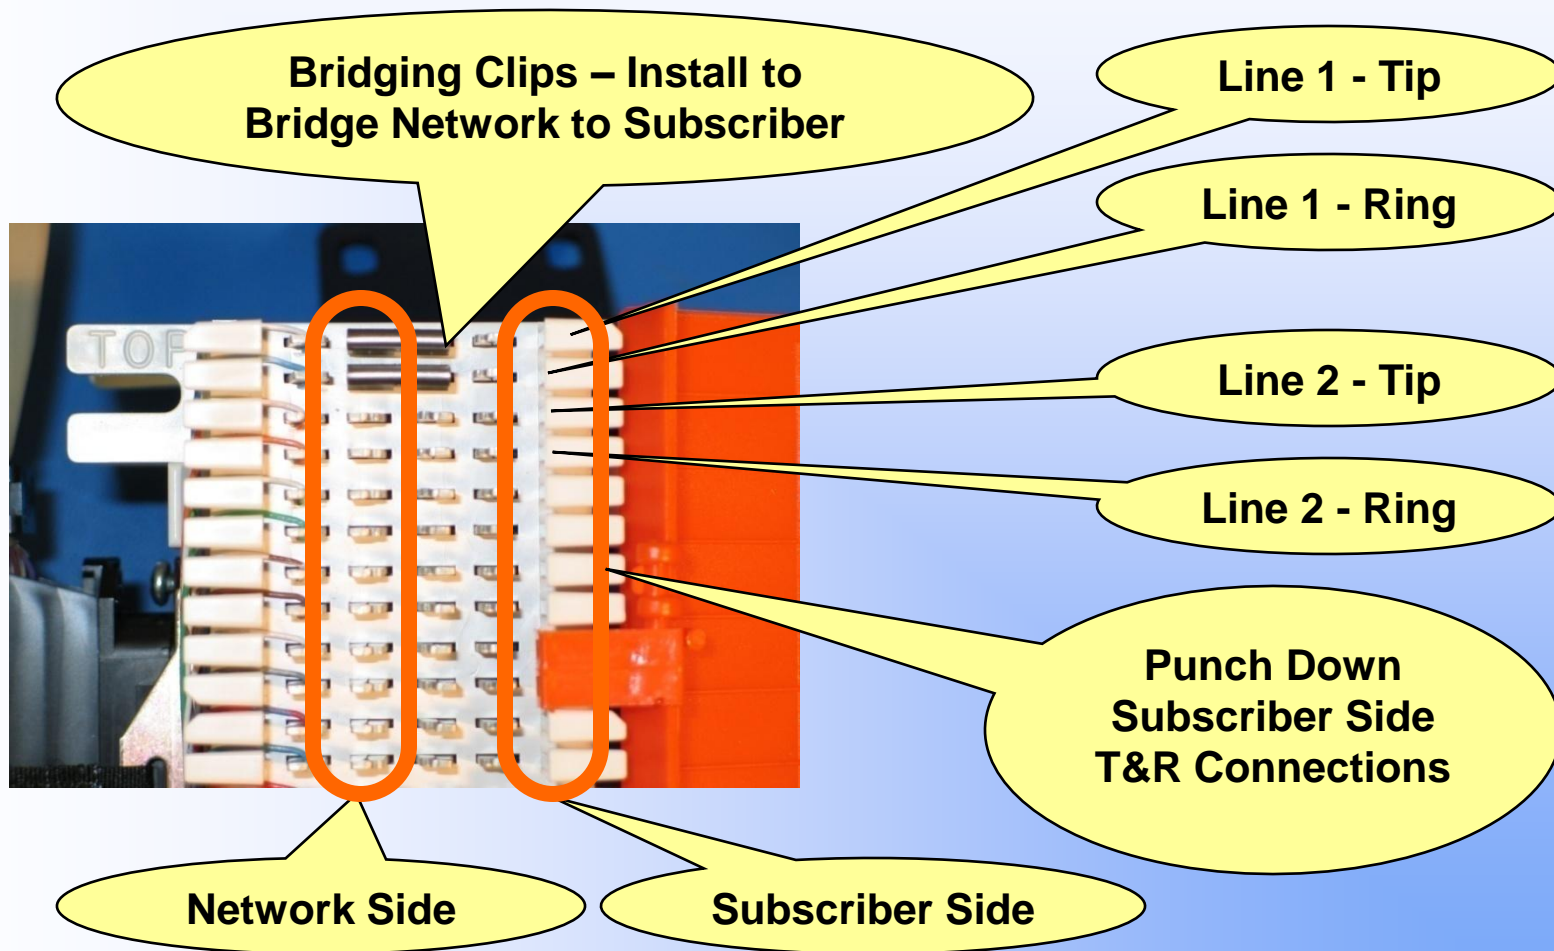 Bridging Clips – Install to
Bridge Network to Subscriber
Line 1 - Tip
Line 1 - Ring
TOP
Line 2 - Tip
Line 2 - Ring
Punch Down
Subscriber Side
T&R Connections
Network Side
Subscriber Side